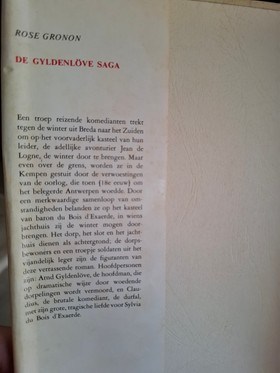 ROSE GRONON
DE GYLDENLÖVE SAGA
Een troep reizende komedianten trekt
tegen de winter uit Breda naar het Zuiden
om op het voorvaderlijk kasteel van hun
leider, de adellijke avonturier Jean de
Logne, de winter door te brengen. Maar
even over de grens, worden ze in de
Kempen gestuit door de verwoestingen
van de oorlog, die toen (16e eeuw) om
het belegerde Antwerpen woedde. Door
een merkwaardige samenloop van om-
standigheden belanden ze op het kasteel
van baron du Bois d'Exaerde, in wiens
jachthuis zij de winter mogen door-
brengen. Het dorp, het slot en het jacht-
huis dienen als achtergrond, de dorps-
bewoners en een troepje soldaten uit het
vijandelijk leger zijn de figuranten van
deze verrassende roman. Hoofdpersonen
zijn: Arnd Gyldenlöve, de hoofdman, die
op dramatische wijze door woedende
dorpelingen wordt vermoord, en Clau-
dius, de brutale komediant, de durfal,
met zijn grote, tragische liefde voor Sylvia
du Bois d'Exaerde.